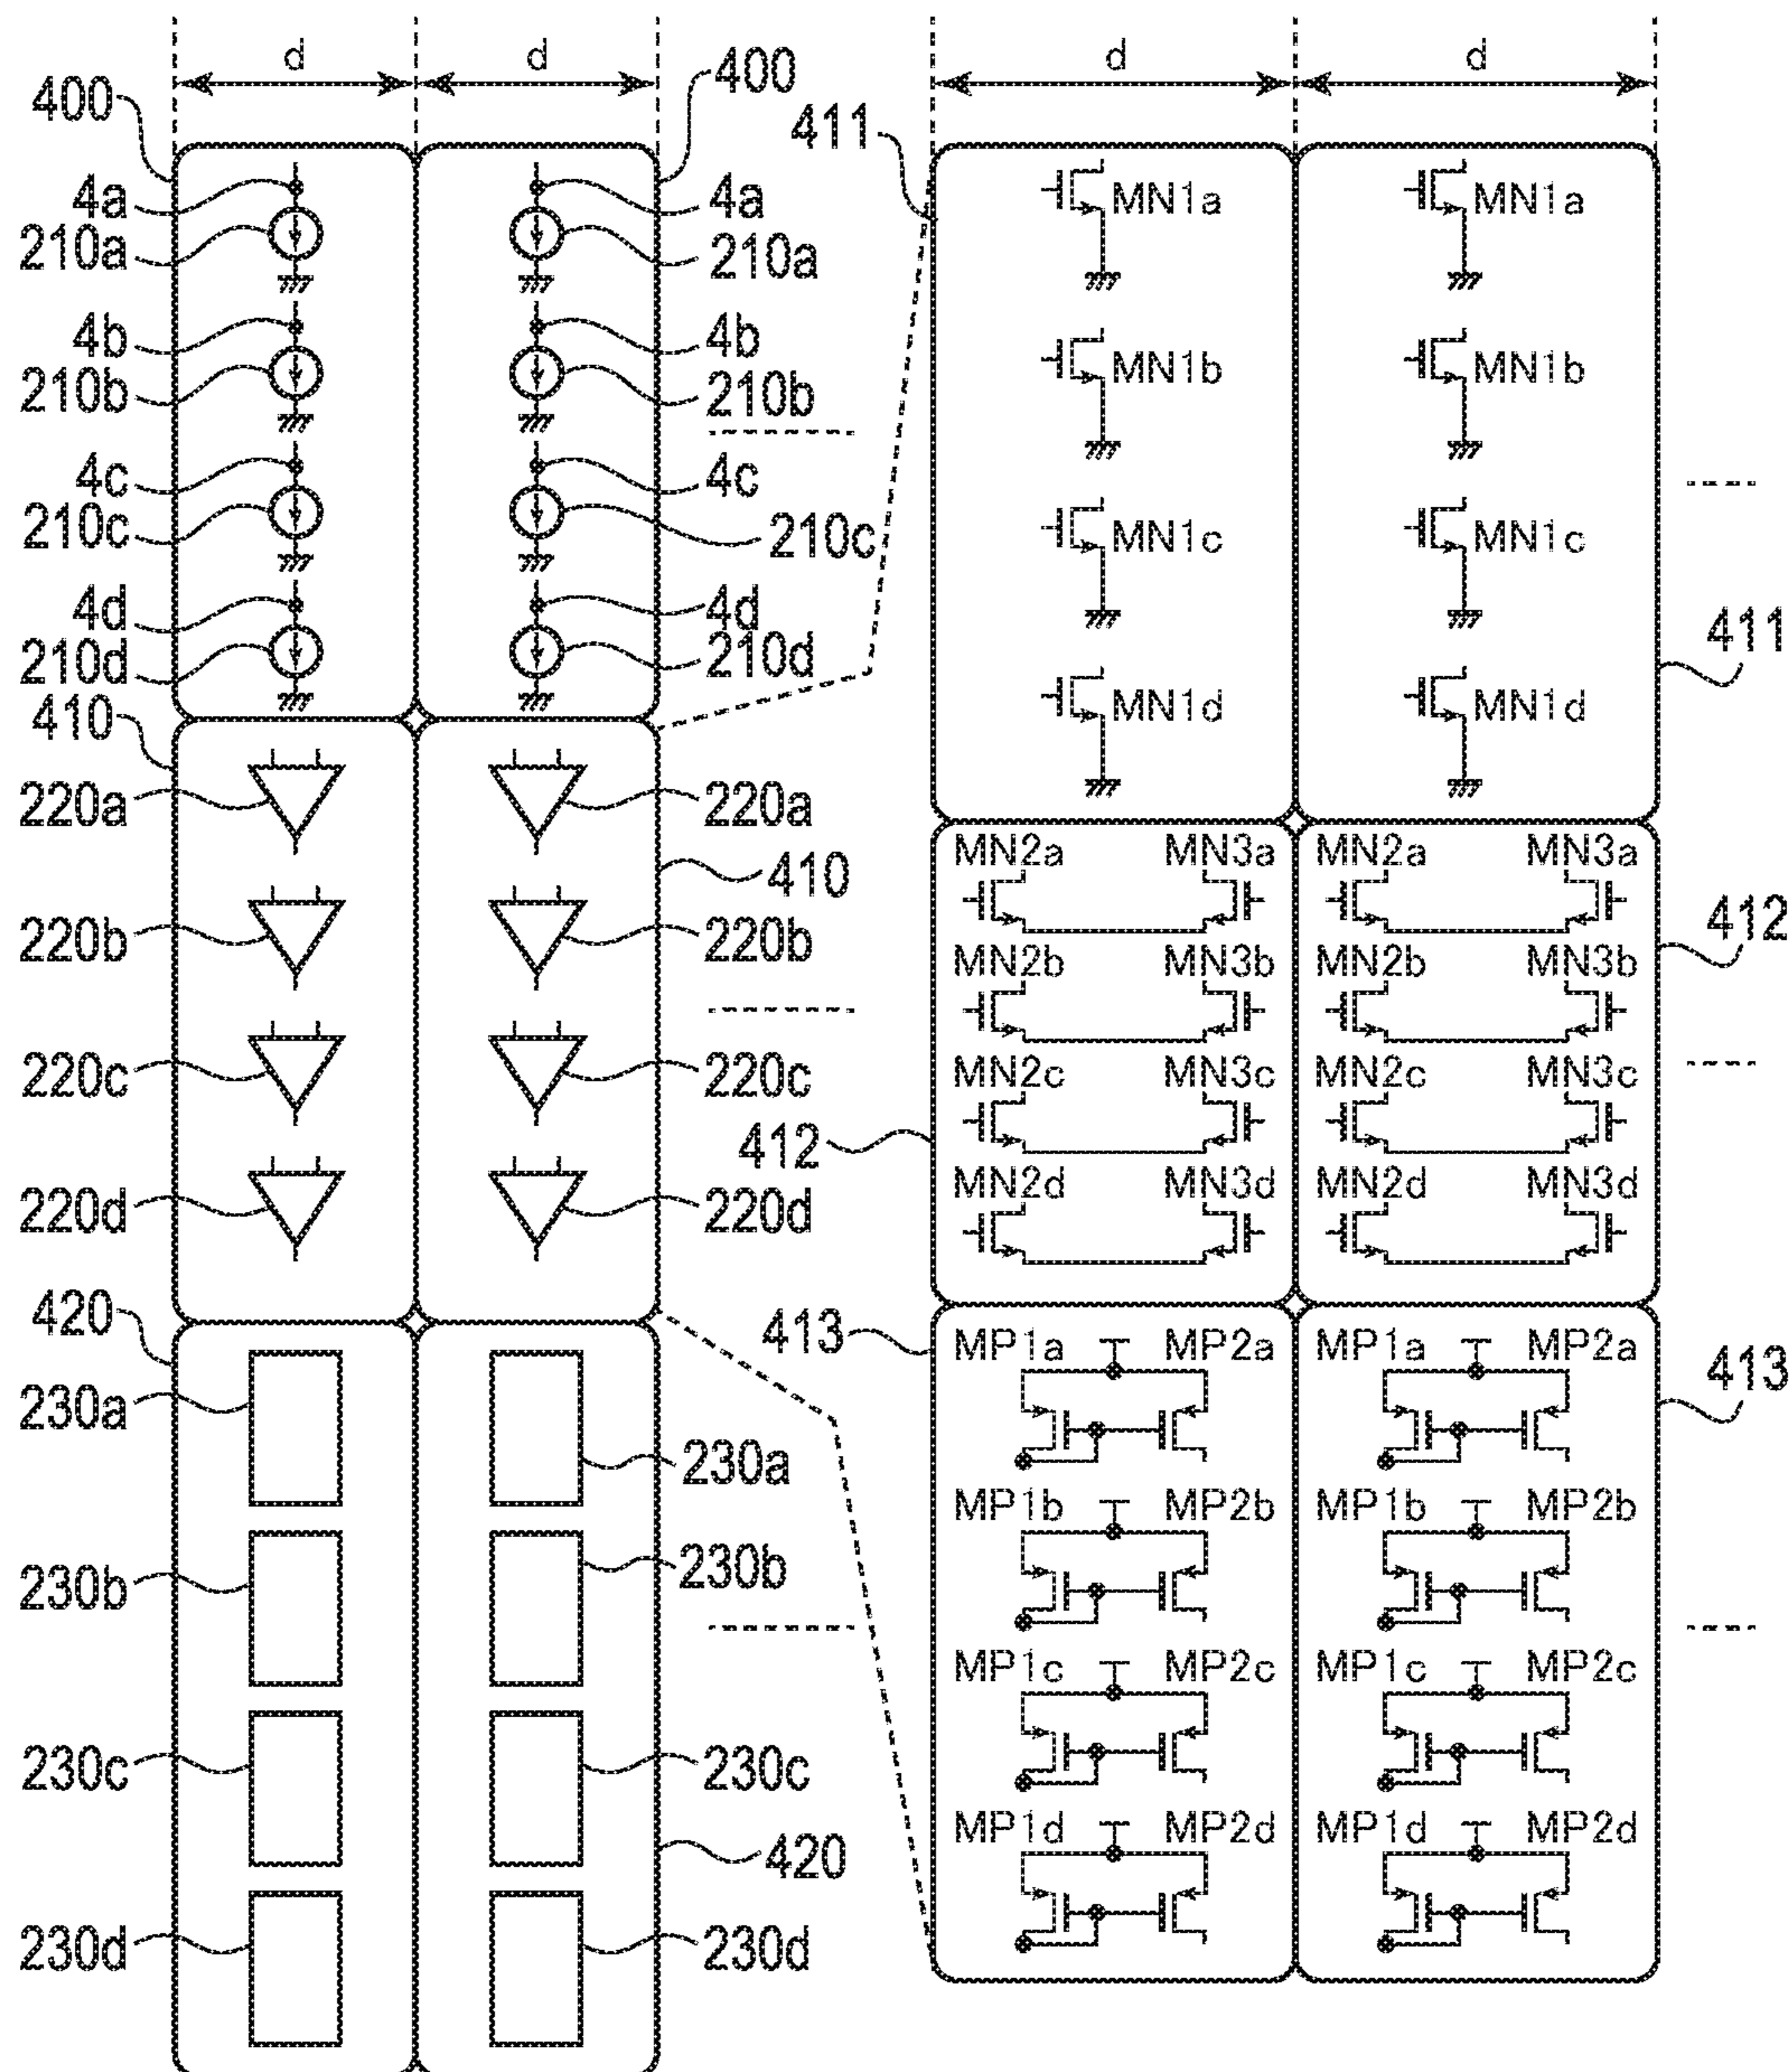 d d d d
400 400
411
4a 4a
210a 210a
MN1a MN1a
4b 4b
210b 210b
MN1b MN1b
4c 4c
210c 210c
MN1c MN1c
4d 4d
210d 210d
411
MN1d MN1d
410
220a 220a
410
MN2a MN3a MN2a MN3a
412
220b 220b
MN2b MN3b MN2b MN3b
220c 220c
MN2c MN3c MN2c MN3c
412
220d 220d
MN2d MN3d MN2d MN3d
420
413
MP1a MP2a MP1a MP2a
413
230a 230a
MP1b MP2b MP1b MP2b
230b 230b
MP1c MP2c MP1c MP2c
230c 230c
MP1d MP2d MP1d MP2d
420
230d 230d